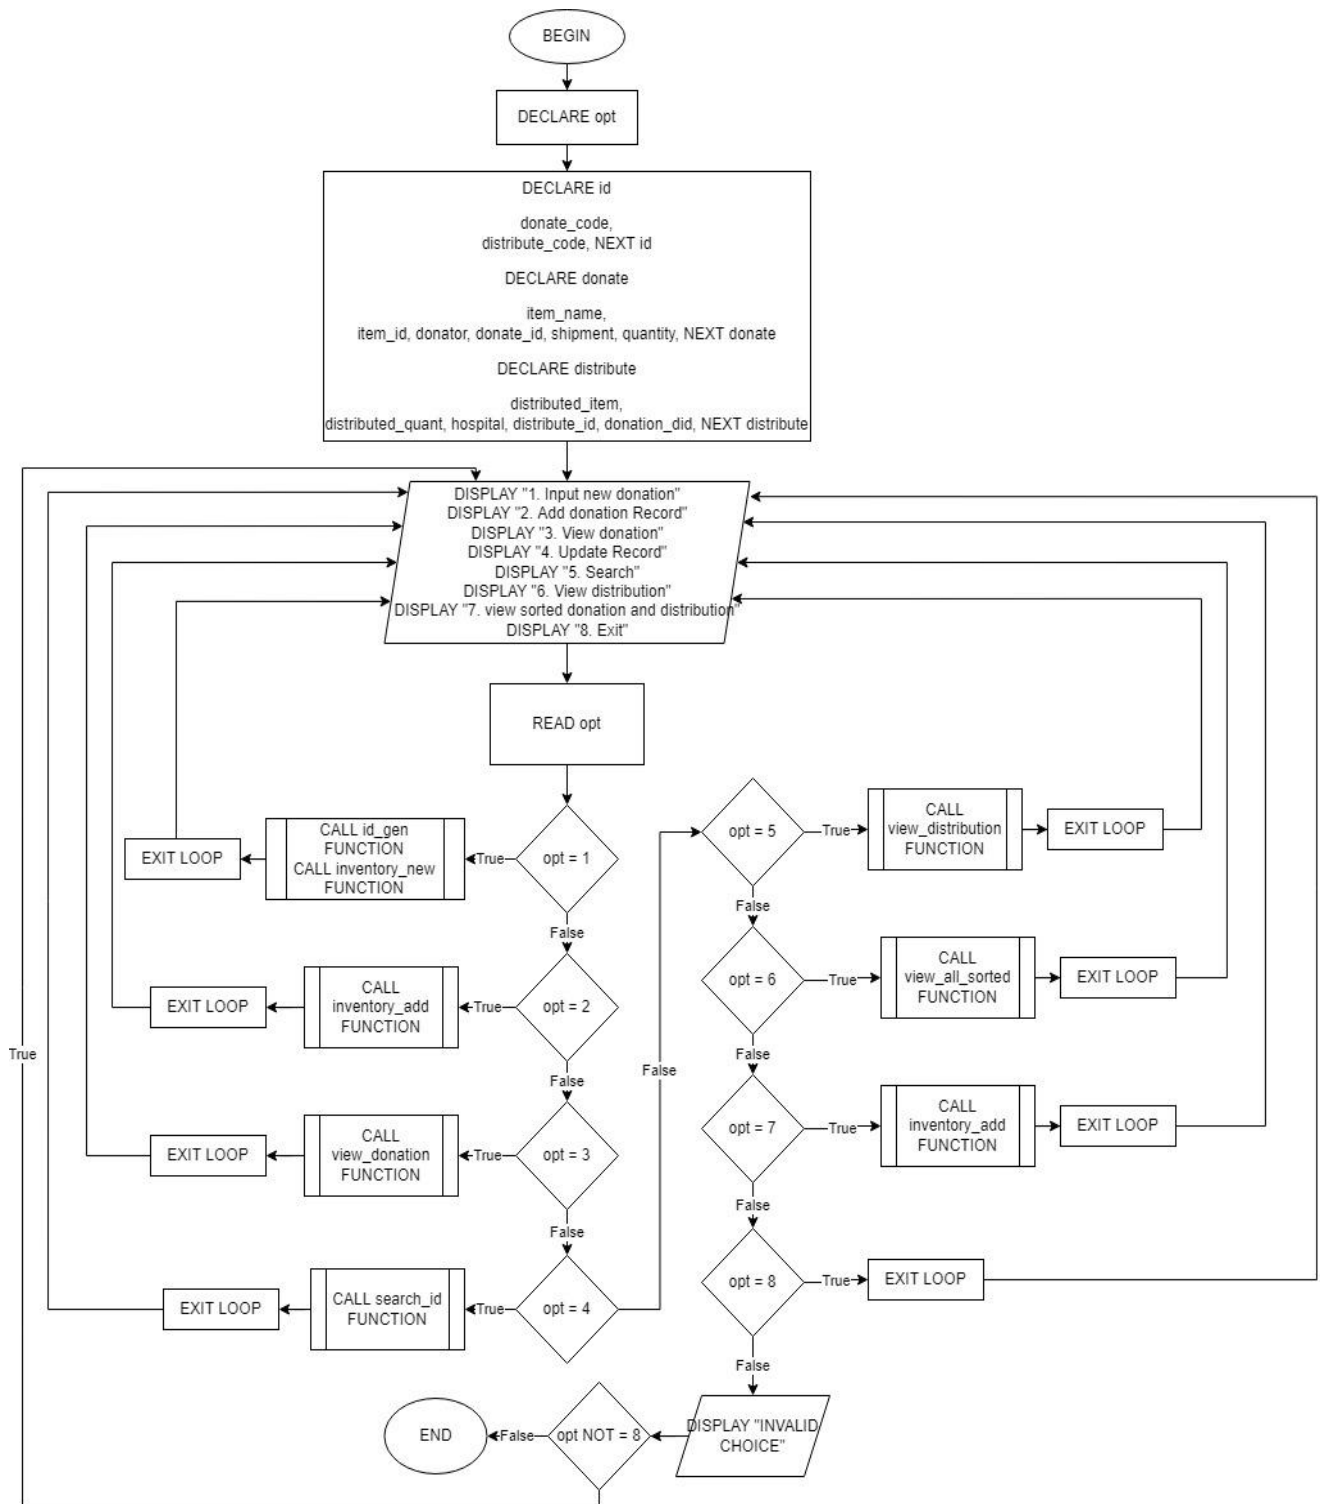 BEGIN
DECLARE opt
DECLARE id
donate_code,
distribute_code, NEXT id
DECLARE donate
item_name,
item_id, donator, donate_id, shipment, quantity, NEXT donate
DECLARE distribute
distributed_item,
distributed_quant, hospital, distribute_id, donation_did, NEXT distribute
DISPLAY "1. Input new donation"
DISPLAY "2. Add donation Record"
DISPLAY "3. View donation"
DISPLAY "4. Update Record"
DISPLAY "5. Search"
DISPLAY "6. View distribution"
DISPLAY "7. view sorted donation and distribution"
DISPLAY "8. Exit"
READ opt
opt = 1
True
CALL id_gen
FUNCTION
CALL inventory_new
FUNCTION
EXIT LOOP
False
opt = 2
True
CALL
inventory_add
FUNCTION
EXIT LOOP
False
opt = 3
True
CALL
view_donation
FUNCTION
EXIT LOOP
False
opt = 4
True
CALL search_id
FUNCTION
EXIT LOOP
False
opt = 5
True
CALL
view_distribution
FUNCTION
EXIT LOOP
False
opt = 6
True
CALL
view_all_sorted
FUNCTION
EXIT LOOP
False
opt = 7
True
CALL
inventory_add
FUNCTION
EXIT LOOP
False
opt = 8
True
EXIT LOOP
False
DISPLAY "INVALID
CHOICE"
opt NOT = 8
False
END
True